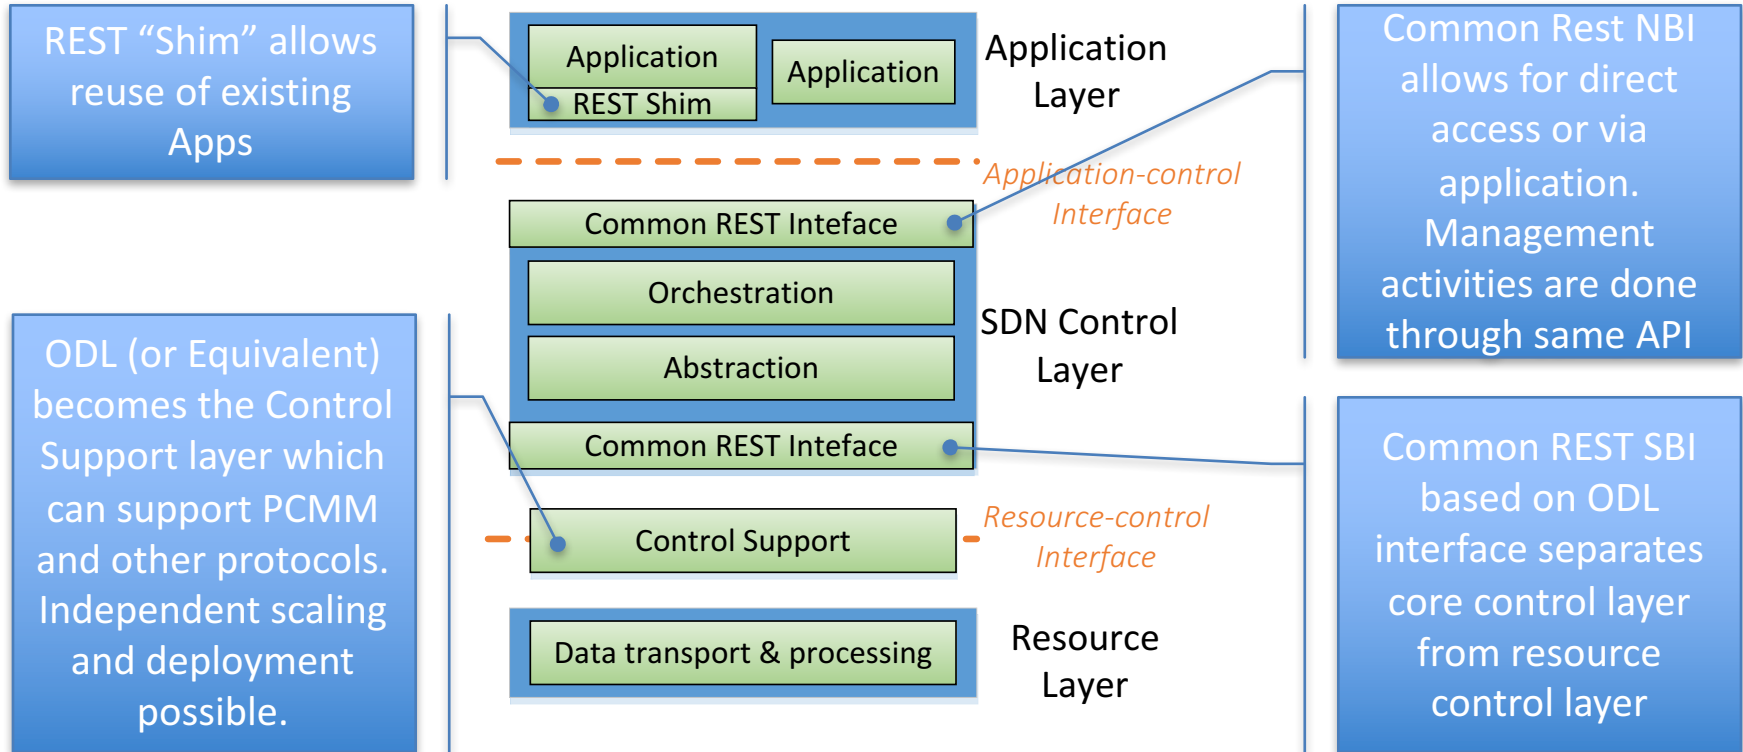 REST “Shim” allows
reuse of existing
Apps
Application
REST Shim
Application
Application
Layer
Common Rest NBI
allows for direct
access or via
application.
Management
activities are done
through same API
Application-control
Interface
Common REST Inteface
Orchestration
Abstraction
Common REST Inteface
SDN Control
Layer
ODL (or Equivalent)
becomes the Control
Support layer which
can support PCMM
and other protocols.
Independent scaling
and deployment
possible.
Control Support
Resource-control
Interface
Common REST SBI
based on ODL
interface separates
core control layer
from resource
control layer
Data transport & processing
Resource
Layer